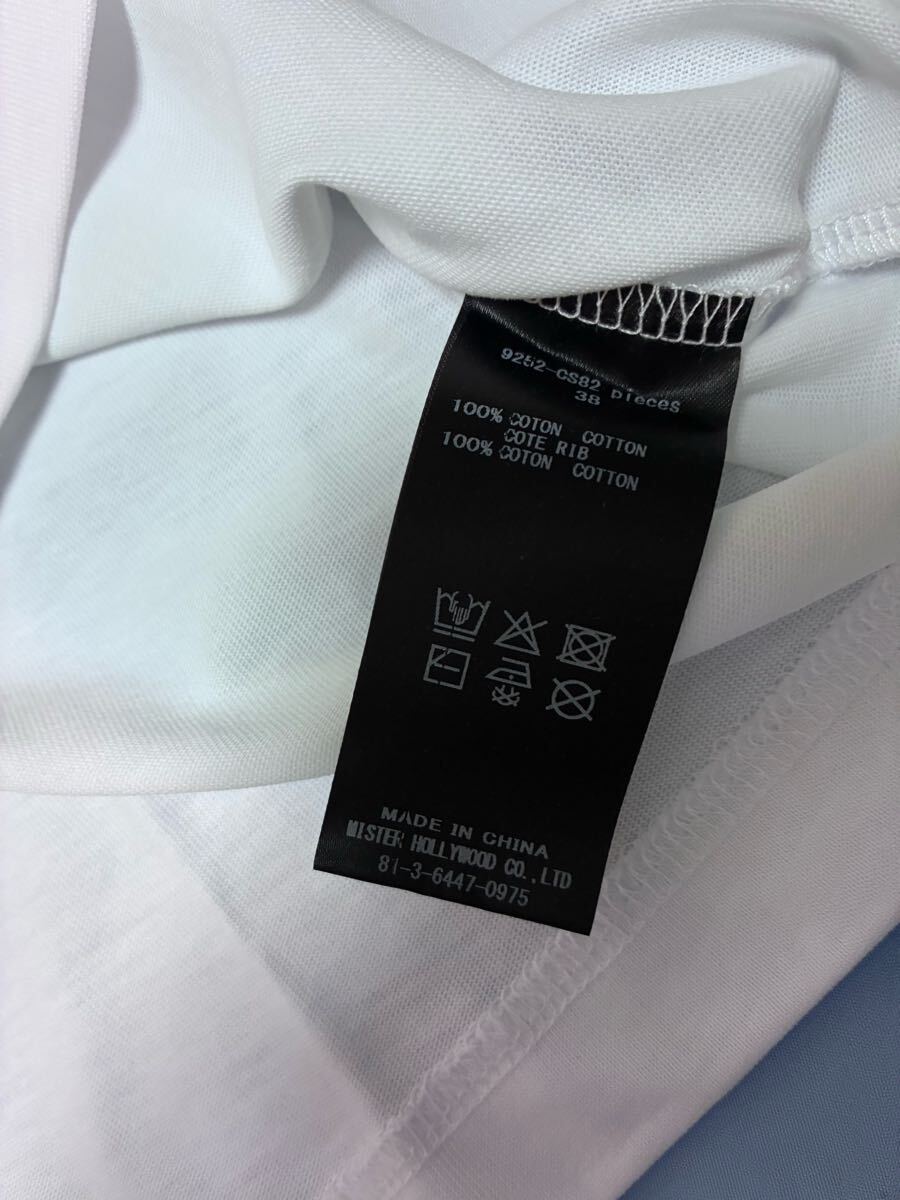 9252-CS82 pieces
38
100% COTON COTTON
COTE RIB
100% COTON COTTON
MADE IN CHINA
MISTER HOLLYWOOD CO.,LTD
81-3-6447-0975